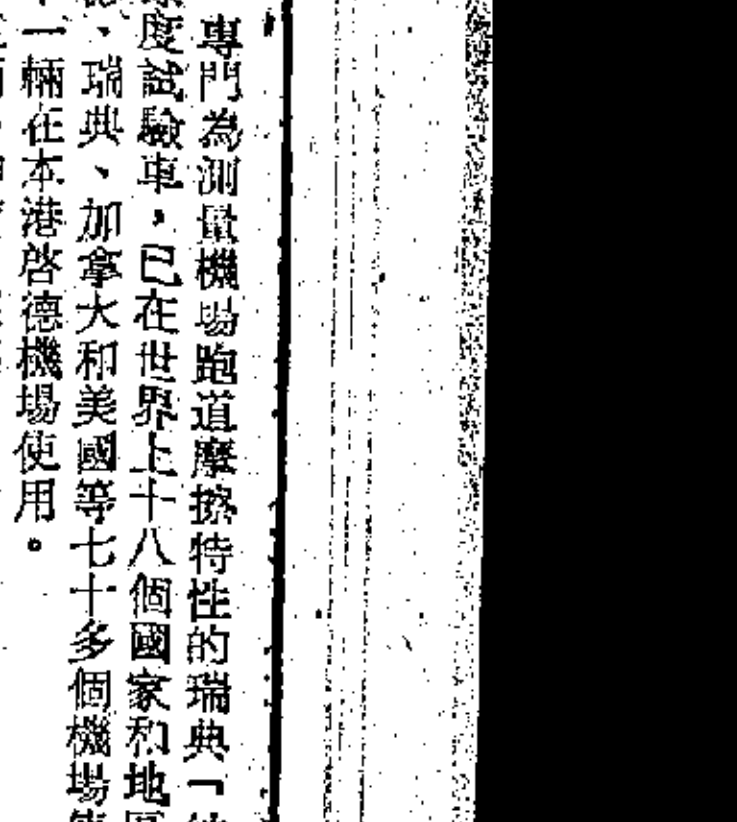 專門為測量機場跑道摩擦特性的瑞典「
度試驗車，已在世界上十八個國家和地
、瑞典、加拿大和美國等七十多個機場
一輛在本港啓德機場使用。